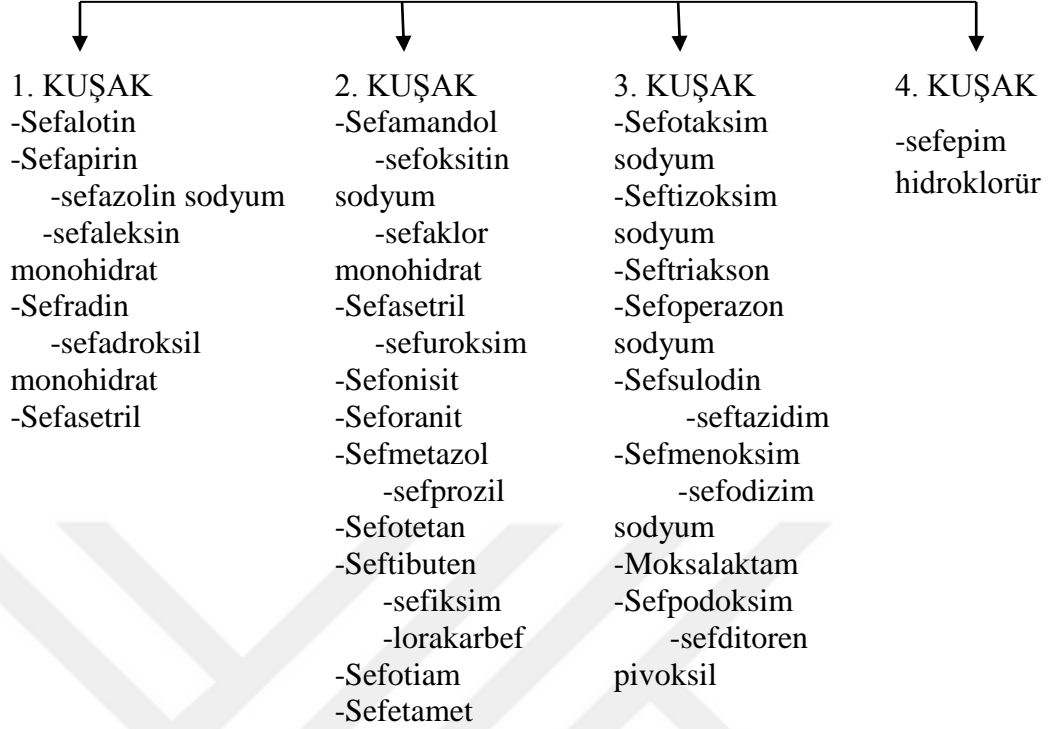 1. KUŞAK
-Sefalotin
-Sefapirin
-sefazolin sodyum
-sefaleksin
monohidrat
-Sefradin
-sefadroksil
monohidrat
-Sefasetril
2. KUŞAK
-Sefamandol
-sefoksitin
sodyum
-sefaklor
monohidrat
-Sefasetril
-sefuroksim
-Sefonisit
-Seforanit
-Sefmetazol
-sefprozil
-Sefotetan
-Seftibuten
-sefiksim
-lorakarbef
-Sefotiam
-Sefetamet
3. KUŞAK
-Sefotaksim
sodyum
-Seftizoksim
sodyum
-Seftriakson
-Sefoperazon
sodyum
-Sefsulodin
-seftazidim
-Sefmenoksim
-sefodizim
sodyum
-Moksalaktam
-Sefpodoksim
-sefditoren
pivoksil
4. KUŞAK
-sefepim
hidroklorür